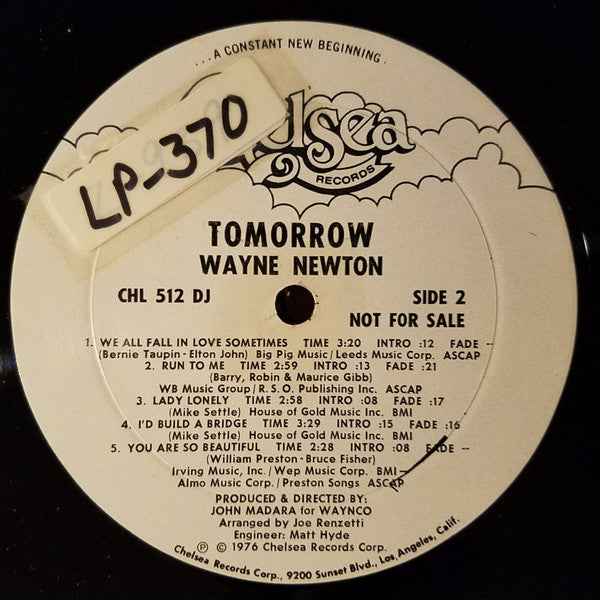 ...A CONSTANT NEW BEGINNING.
LP-370
RECORDS
TOMORROW
WAYNE NEWTON
CHL 512 DJ
SIDE 2
NOT FOR SALE
1. WE ALL FALL IN LOVE SOMETIMES TIME 3:20 INTRO :12 FADE --
(Bernie Taupin - Elton John) Big Pig Music/Leeds Music Corp. ASCAP
2. RUN TO ME TIME 2:59 INTRO :13 FADE :21
(Barry, Robin & Maurice Gibb)
WB Music Group/R.S.O. Publishing Inc. ASCAP
3. LADY LONELY TIME 2:58 INTRO :08 FADE :17
(Mike Settle) House of Gold Music Inc. BMI
4. I'D BUILD A BRIDGE TIME 3:29 INTRO :15 FADE :16
(Mike Settle) House of Gold Music Inc. BMI
5. YOU ARE SO BEAUTIFUL TIME 2:28 INTRO :08 FADE --
(William Preston - Bruce Fisher)
Irving Music, Inc./Wep Music Corp. BMI -
Almo Music Corp./Preston Songs ASCAP
PRODUCED & DIRECTED BY:
JOHN MADARA for WAYNCO
Arranged by Joe Renzetti
Engineer: Matt Hyde
Ⓟ © 1976 Chelsea Records Corp.
Chelsea Records Corp., 9200 Sunset Blvd., Los Angeles, Calif.